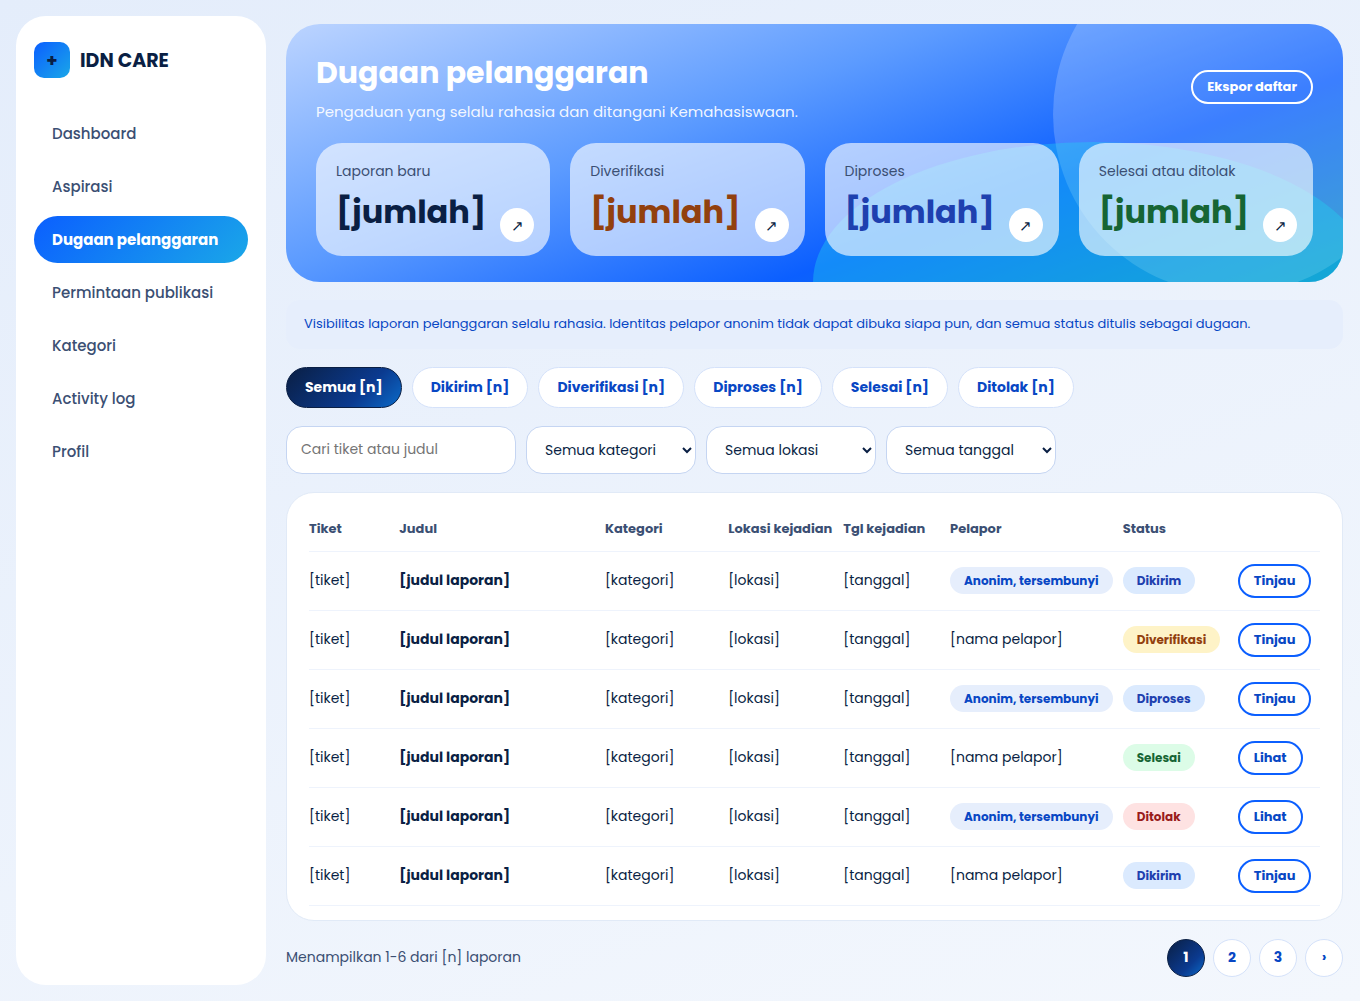 IDN CARE
Dashboard
Aspirasi
Dugaan pelanggaran
Permintaan publikasi
Kategori
Activity log
Profil
Dugaan pelanggaran
Pengaduan yang selalu rahasia dan ditangani Kemahasiswaan.
Ekspor daftar
Laporan baru
[jumlah]
↗
Diverifikasi
[jumlah]
↗
Diproses
[jumlah]
↗
Selesai atau ditolak
[jumlah]
↗
Visibilitas laporan pelanggaran selalu rahasia. Identitas pelapor anonim tidak dapat dibuka siapa pun, dan semua status ditulis sebagai dugaan.
Semua [n] Dikirim [n] Diverifikasi [n] Diproses [n] Selesai [n] Ditolak [n]
Cari tiket atau judul Semua kategori Semua lokasi Semua tanggal
Tiket Judul Kategori Lokasi kejadian Tgl kejadian Pelapor Status
[tiket] [judul laporan] [kategori] [lokasi] [tanggal] Anonim, tersembunyi Dikirim Tinjau
[tiket] [judul laporan] [kategori] [lokasi] [tanggal] [nama pelapor] Diverifikasi Tinjau
[tiket] [judul laporan] [kategori] [lokasi] [tanggal] Anonim, tersembunyi Diproses Tinjau
[tiket] [judul laporan] [kategori] [lokasi] [tanggal] [nama pelapor] Selesai Lihat
[tiket] [judul laporan] [kategori] [lokasi] [tanggal] Anonim, tersembunyi Ditolak Lihat
[tiket] [judul laporan] [kategori] [lokasi] [tanggal] [nama pelapor] Dikirim Tinjau
Menampilkan 1-6 dari [n] laporan
1 2 3 ›